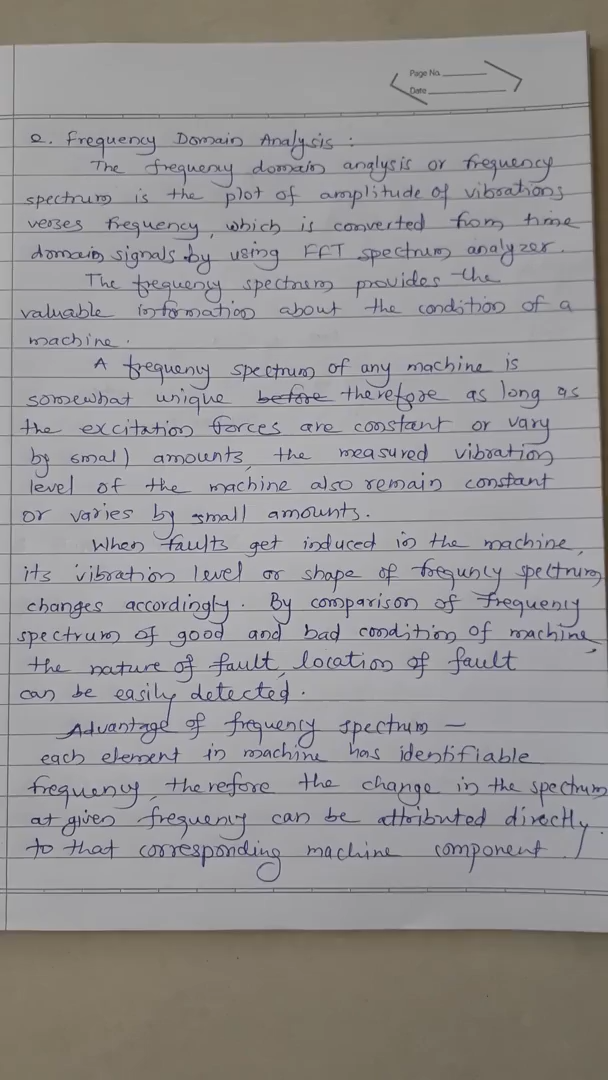 Page No.
Date
2. Frequency Domain Analysis :
The frequency domain analysis or frequency
spectrum is the plot of amplitude of vibrations
verses frequency, which is converted from time
domain signals by using FFT spectrum analyzer.
The frequency spectrum provides the
valuable information about the condition of a
machine.
A frequency spectrum of any machine is
somewhat unique before therefore as long as
the excitation forces are constant or vary
by small amounts, the measured vibration
level of the machine also remain constant
or varies by small amounts.
When faults get induced in the machine,
its vibration level or shape of frequncy spectrum
changes accordingly. By comparison of frequency
spectrum of good and bad condition of machine,
the nature of fault, location of fault
can be easily detected.
Advantage of frequency spectrum —
each element in machine has identifiable
frequency, therefore the change in the spectrum
at given frequency can be attributed directly
to that corresponding machine component.